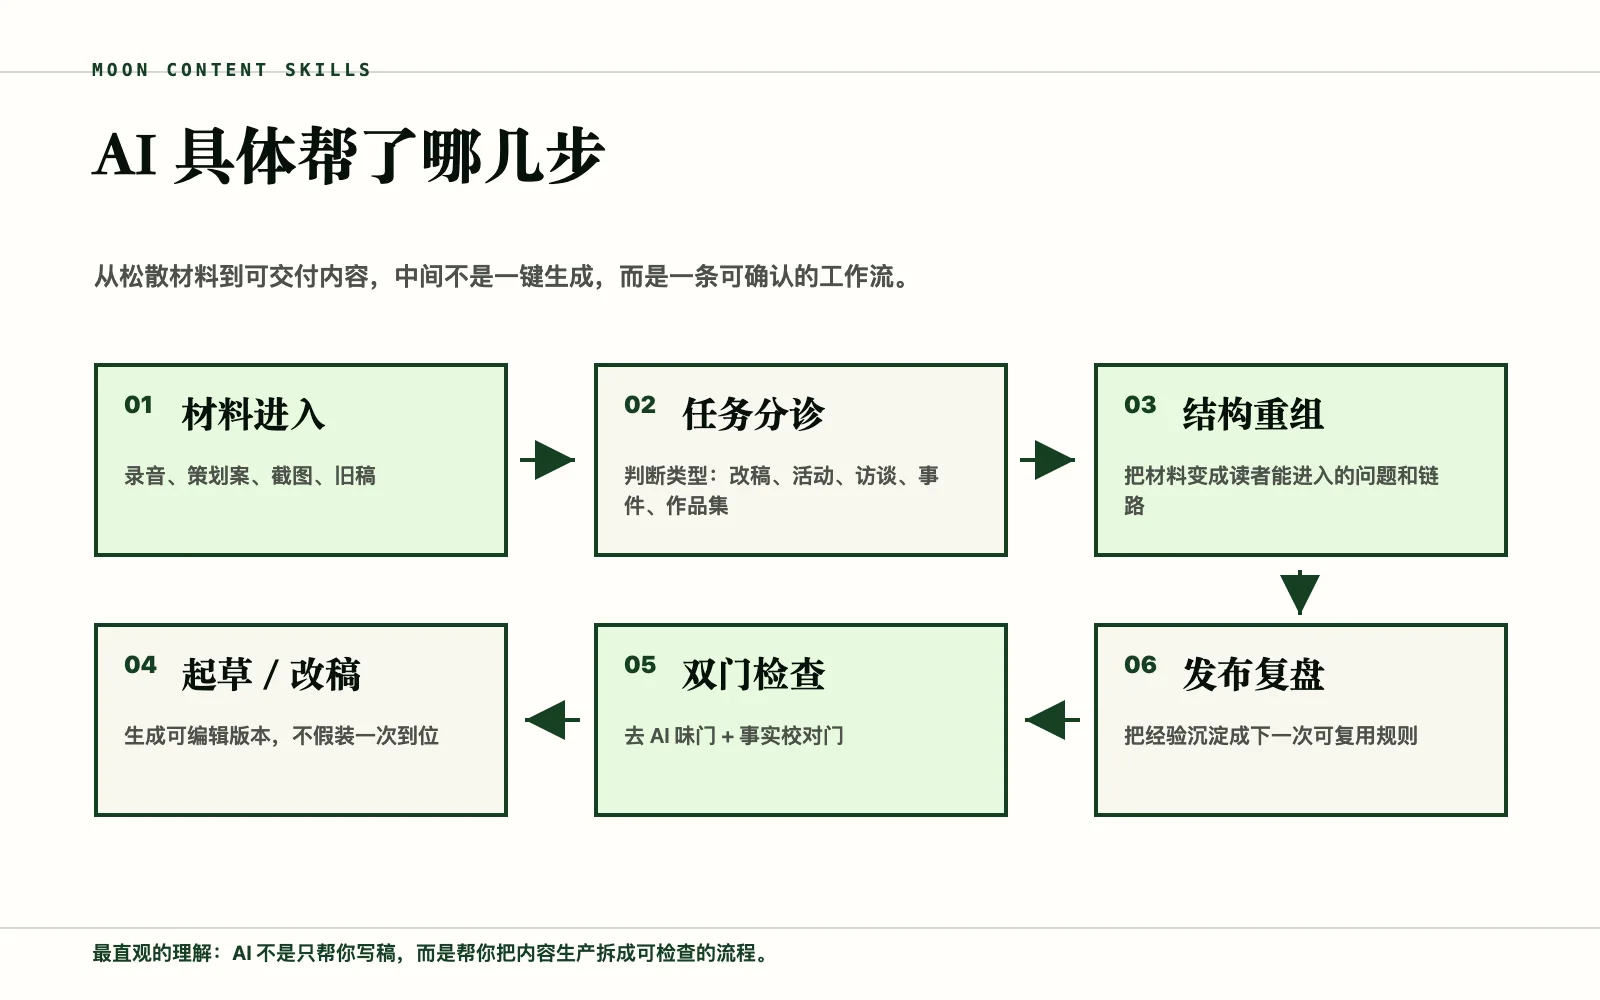 MOON CONTENT SKILLS
AI 具体帮了哪几步
从松散材料到可交付内容，中间不是一键生成，而是一条可确认的工作流。
01 材料进入
录音、策划案、截图、旧稿
02 任务分诊
判断类型：改稿、活动、访谈、事
件、作品集
03 结构重组
把材料变成读者能进入的问题和链
路
04 起草 / 改稿
生成可编辑版本，不假装一次到位
05 双门检查
去 AI 味门 + 事实校对门
06 发布复盘
把经验沉淀成下一次可复用规则
最直观的理解：AI 不是只帮你写稿，而是帮你把内容生产拆成可检查的流程。